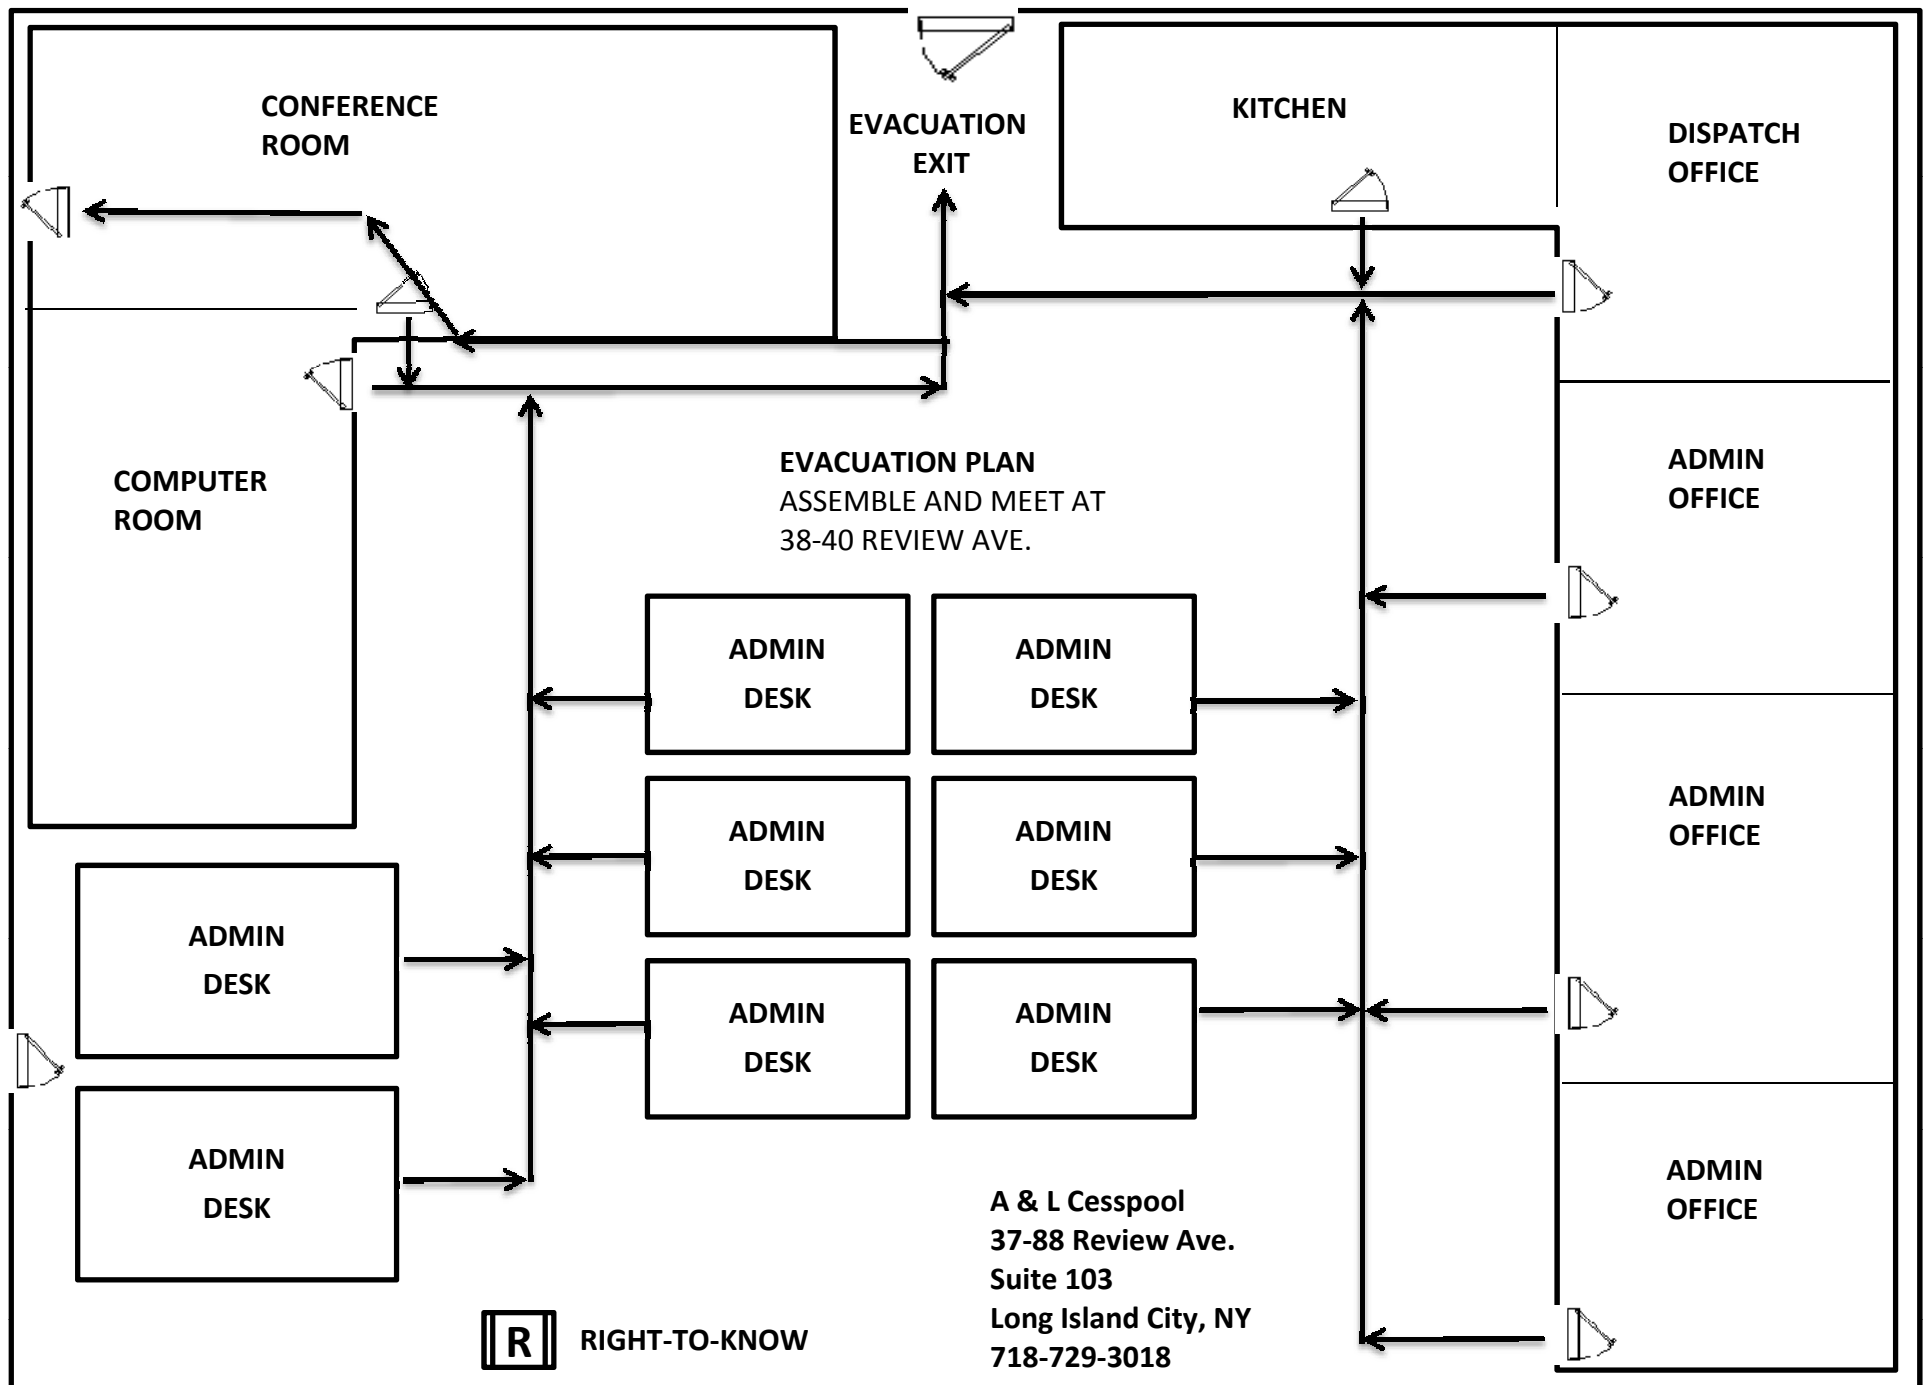 CONFERENCE
ROOM
EVACUATION
EXIT
KITCHEN
DISPATCH
OFFICE
COMPUTER
ROOM
EVACUATION PLAN
ASSEMBLE AND MEET AT
38-40 REVIEW AVE.
ADMIN
OFFICE
ADMIN
DESK
ADMIN
DESK
ADMIN
DESK
ADMIN
DESK
ADMIN
OFFICE
ADMIN
DESK
ADMIN
DESK
ADMIN
DESK
ADMIN
DESK
ADMIN
OFFICE
R
RIGHT-TO-KNOW
A & L Cesspool
37-88 Review Ave.
Suite 103
Long Island City, NY
718-729-3018